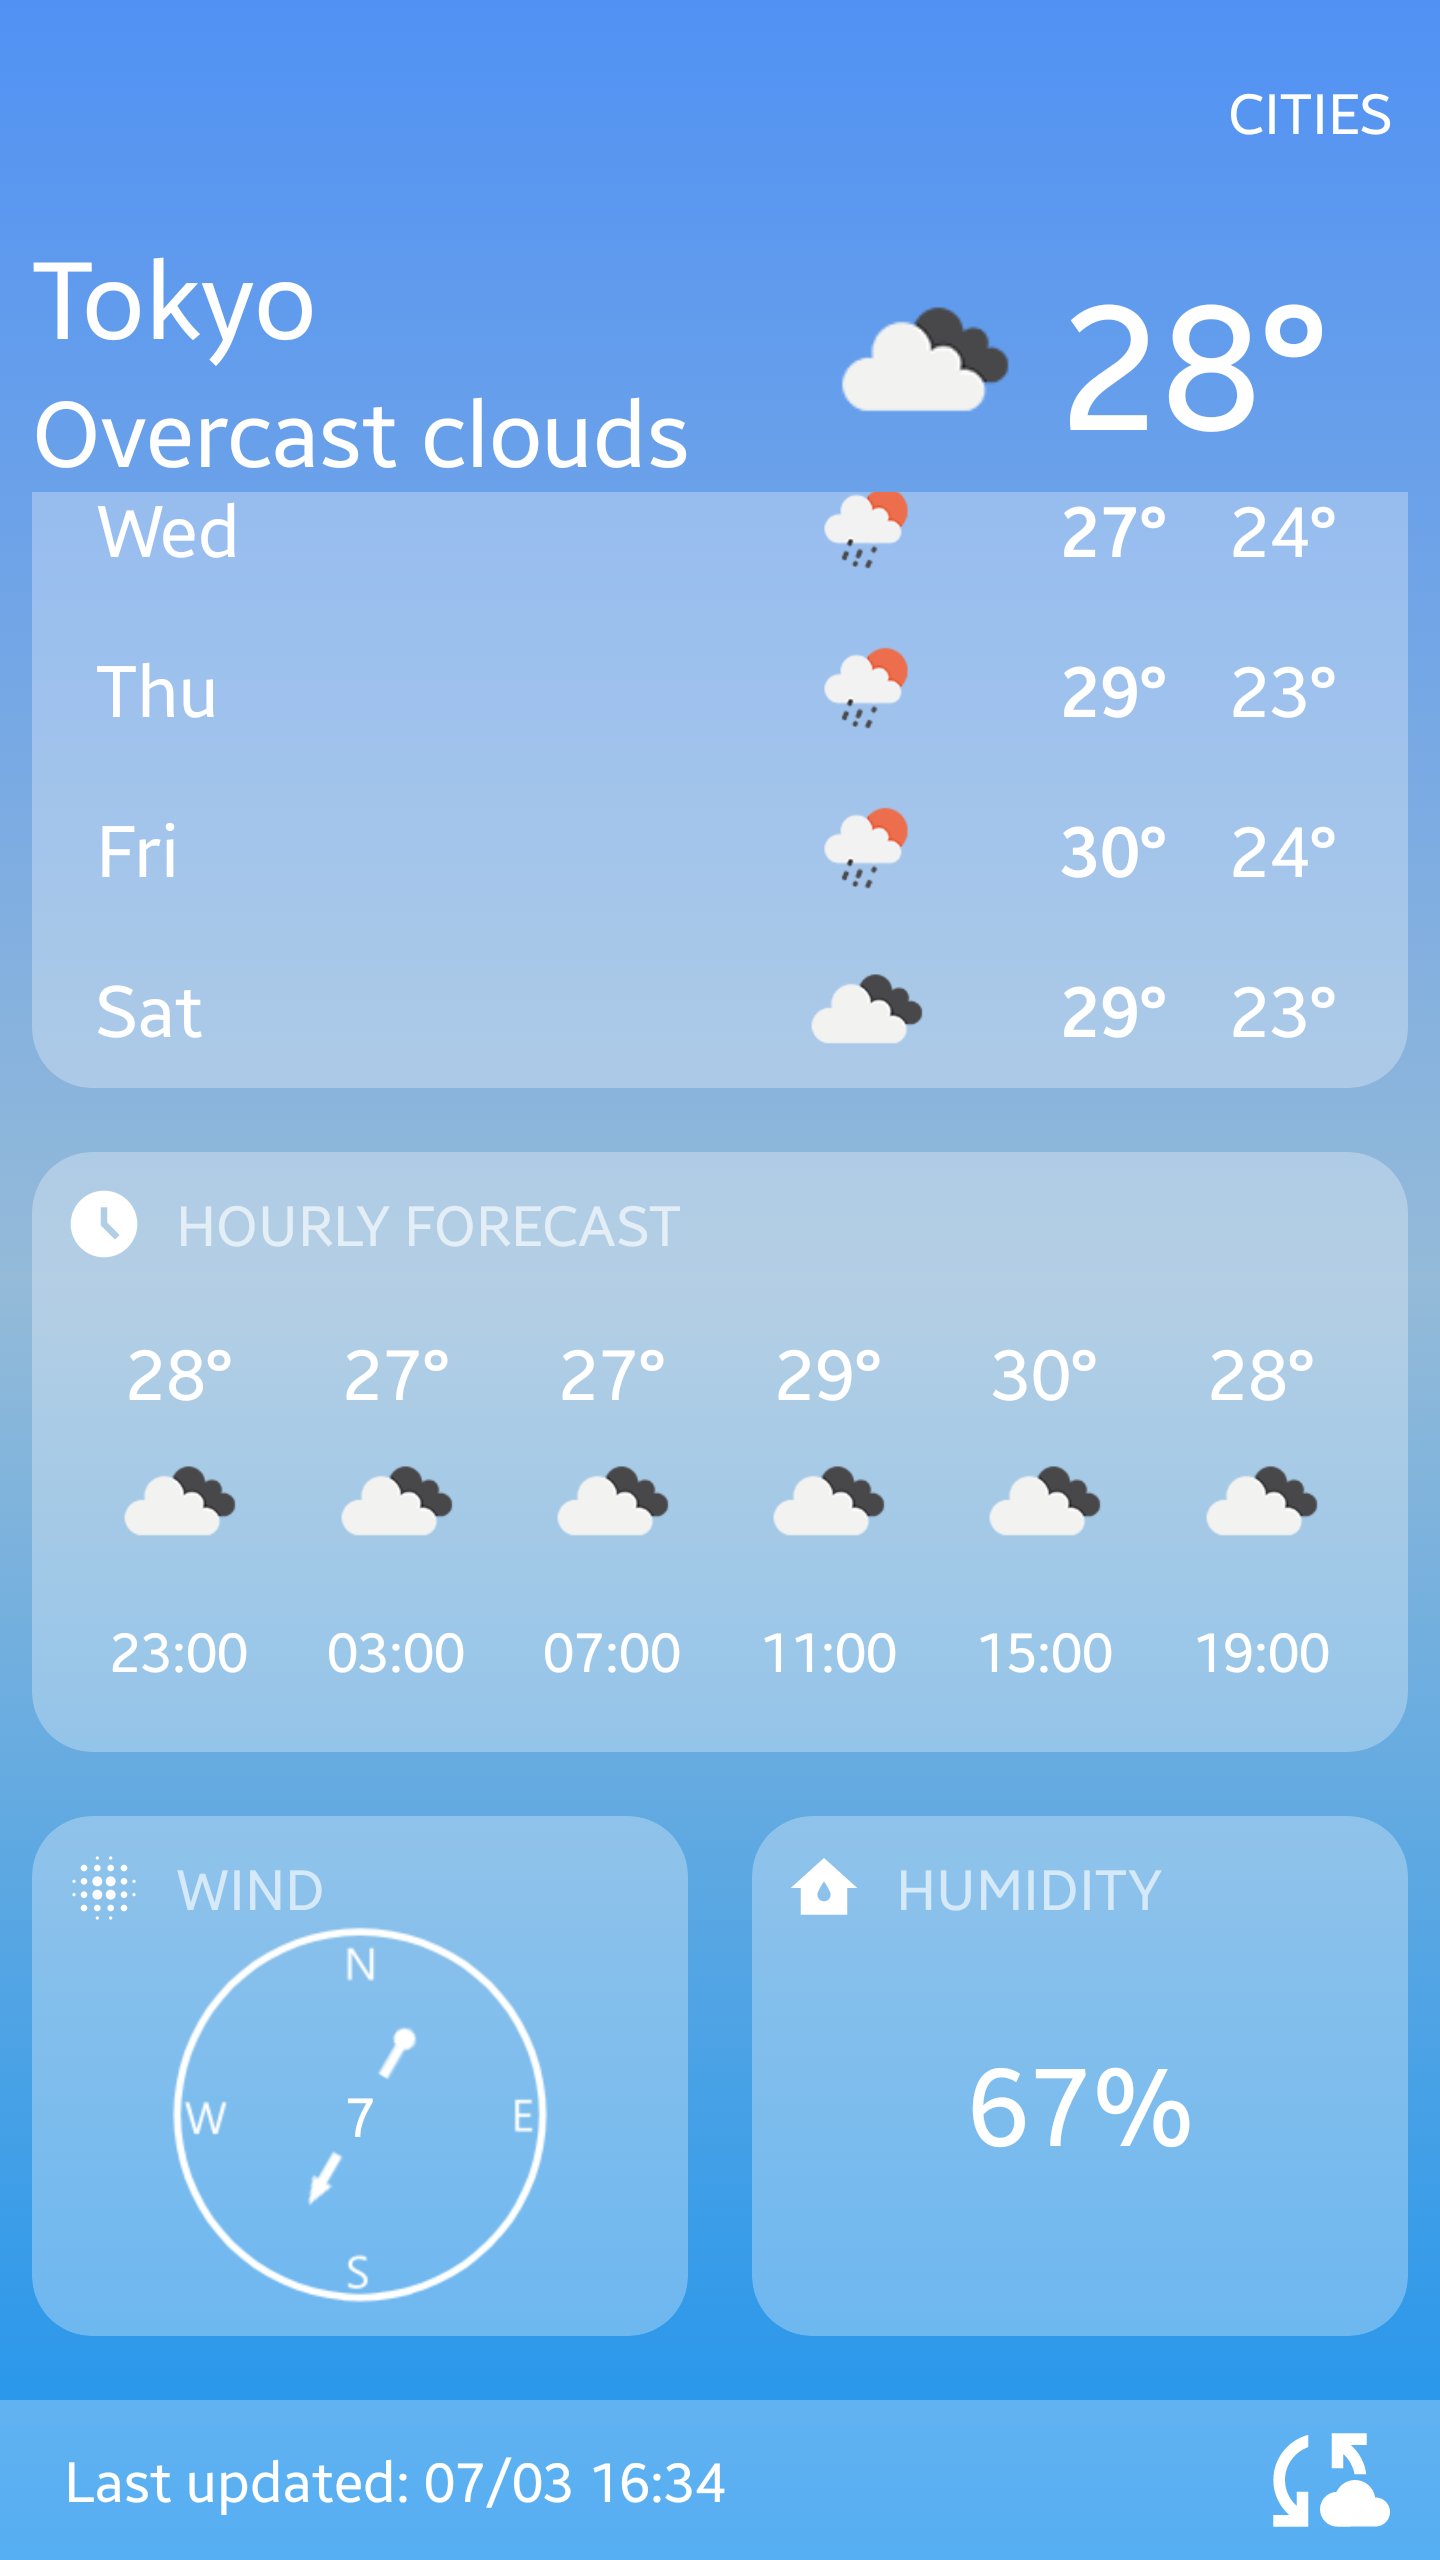 CITIES
Tokyo
28°
Overcast clouds
Wed 27° 24°
Thu 29° 23°
Fri 30° 24°
Sat 29° 23°
HOURLY FORECAST
28° 27° 27° 29° 30° 28°
23:00 03:00 07:00 11:00 15:00 19:00
WIND
N
W 7 E
S
HUMIDITY
67%
Last updated: 07/03 16:34